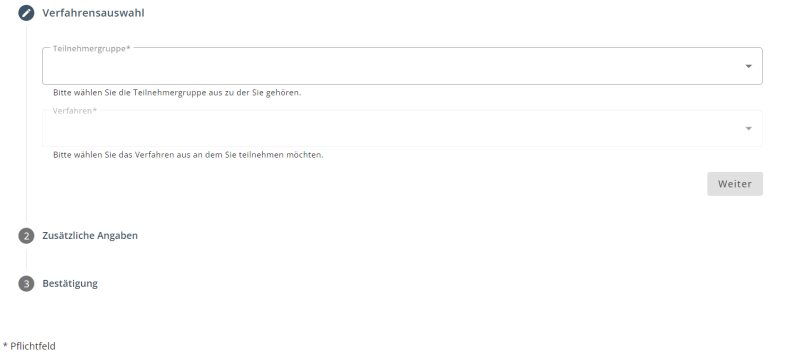 Verfahrensauswahl
Teilnehmergruppe*
Bitte wählen Sie die Teilnehmergruppe aus zu der Sie gehören.
Verfahren*
Bitte wählen Sie das Verfahren aus an dem Sie teilnehmen möchten.
Weiter
2 Zusätzliche Angaben
3 Bestätigung
* Pflichtfeld